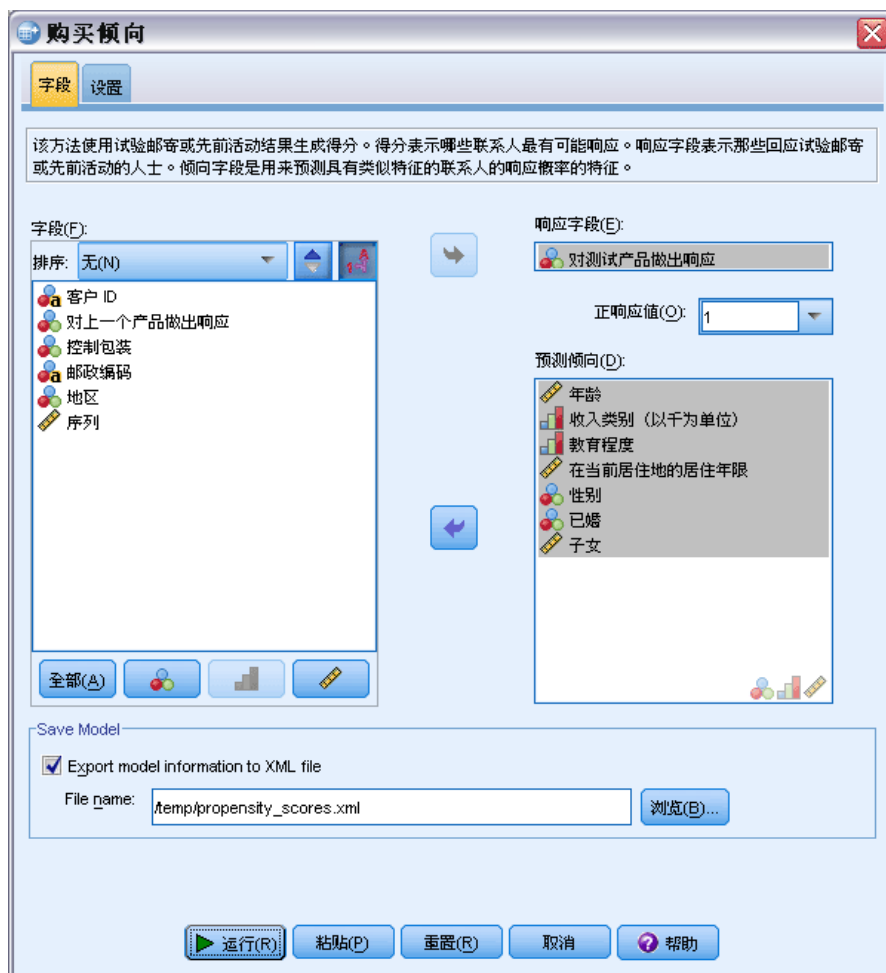 购买倾向
字段
设置
该方法使用试验邮寄或先前活动结果生成得分。得分表示哪些联系人最有可能响应。响应字段表示那些回应试验邮寄
或先前活动的人士。倾向字段是用来预测具有类似特征的联系人的响应概率的特征。
字段(F):
排序: 无(N)
客户 ID
对上一个产品做出响应
控制包装
邮政编码
地区
序列
全部(A)
响应字段(E):
对测试产品做出响应
正响应值(O): 1
预测倾向(D):
年龄
收入类别（以千为单位）
教育程度
在当前居住地的居住年限
性别
已婚
子女
Save Model
Export model information to XML file
File name: /temp/propensity_scores.xml
浏览(B)...
运行(R)
粘贴(P)
重置(R)
取消
帮助